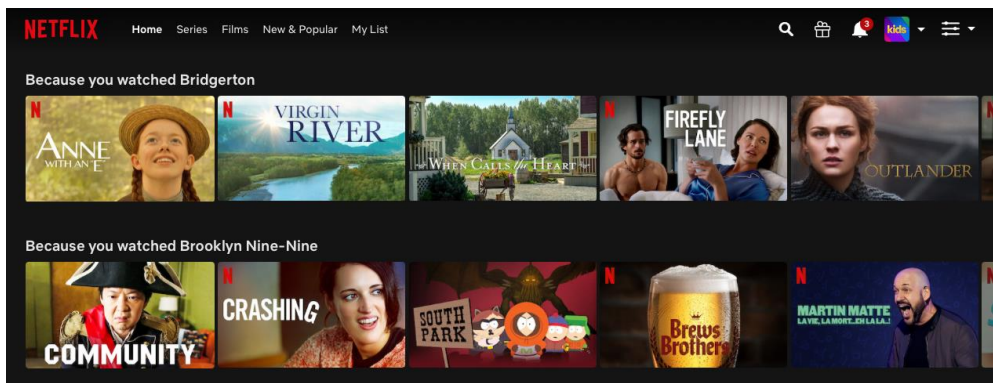 NETFLIX Home Series Films New & Popular My List 3 kids
Because you watched Bridgerton
N ANNE WITH AN "E"
N VIRGIN RIVER
WHEN CALLS the HEART
N FIREFLY LANE
OUTLANDER
Because you watched Brooklyn Nine-Nine
COMMUNITY
N CRASHING
SOUTH PARK
N Brews Brothers
N MARTIN MATTE
LA VIE, LA MORT...EH LA LA..!